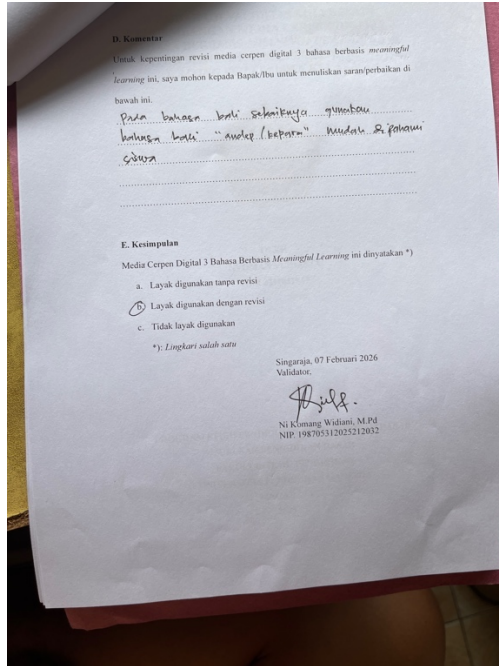 D. Komentar
Untuk kepentingan revisi media cerpen digital 3 bahasa berbasis meaningful
learning ini, saya mohon kepada Bapak/Ibu untuk menuliskan saran/perbaikan di
bawah ini.
Pada bahasa bali sebaiknya gunakan
bahasa bali "andap /kepara" mudah dipahami
siswa
E. Kesimpulan
Media Cerpen Digital 3 Bahasa Berbasis Meaningful Learning ini dinyatakan *)
a. Layak digunakan tanpa revisi
b. Layak digunakan dengan revisi
c. Tidak layak digunakan
*): Lingkari salah satu
Singaraja, 07 Februari 2026
Validator,
Ni Komang Widiani, M.Pd
NIP. 198705312025212032